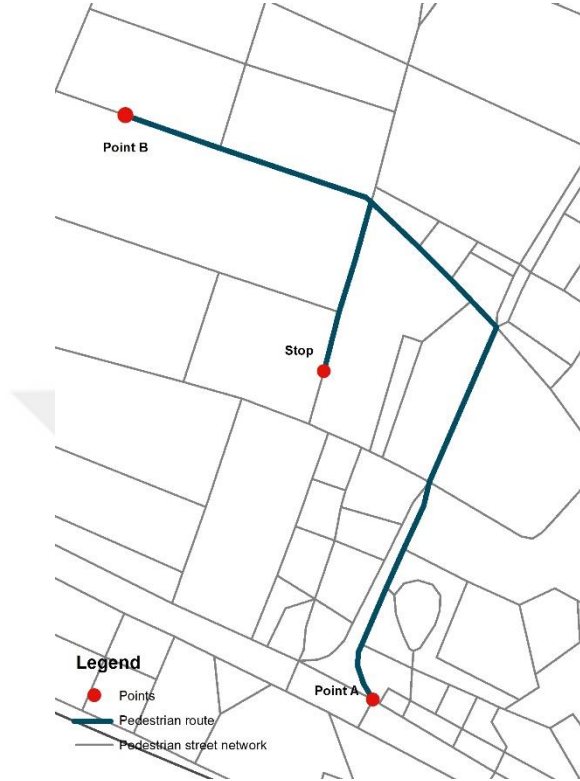 Point B
Stop
Point A
Legend
Points
Pedestrian route
Pedestrian street network